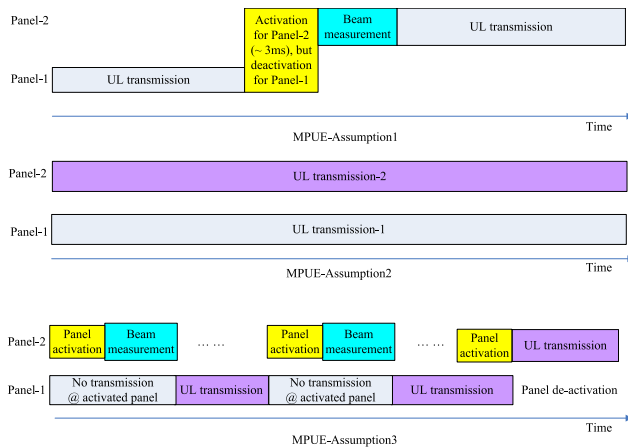 Panel-2
Activation
for Panel-2
(~ 3ms), but
deactivation
for Panel-1
Beam
measurement
UL transmission
Panel-1
UL transmission
Time
MPUE-Assumption1
Panel-2
UL transmission-2
Panel-1
UL transmission-1
Time
MPUE-Assumption2
Panel-2
Panel
activation
Beam
measurement
... ...
Panel
activation
Beam
measurement
... ...
Panel
activation
UL transmission
Panel-1
No transmission
@ activated panel
UL transmission
No transmission
@ activated panel
UL transmission
Panel de-activation
Time
MPUE-Assumption3